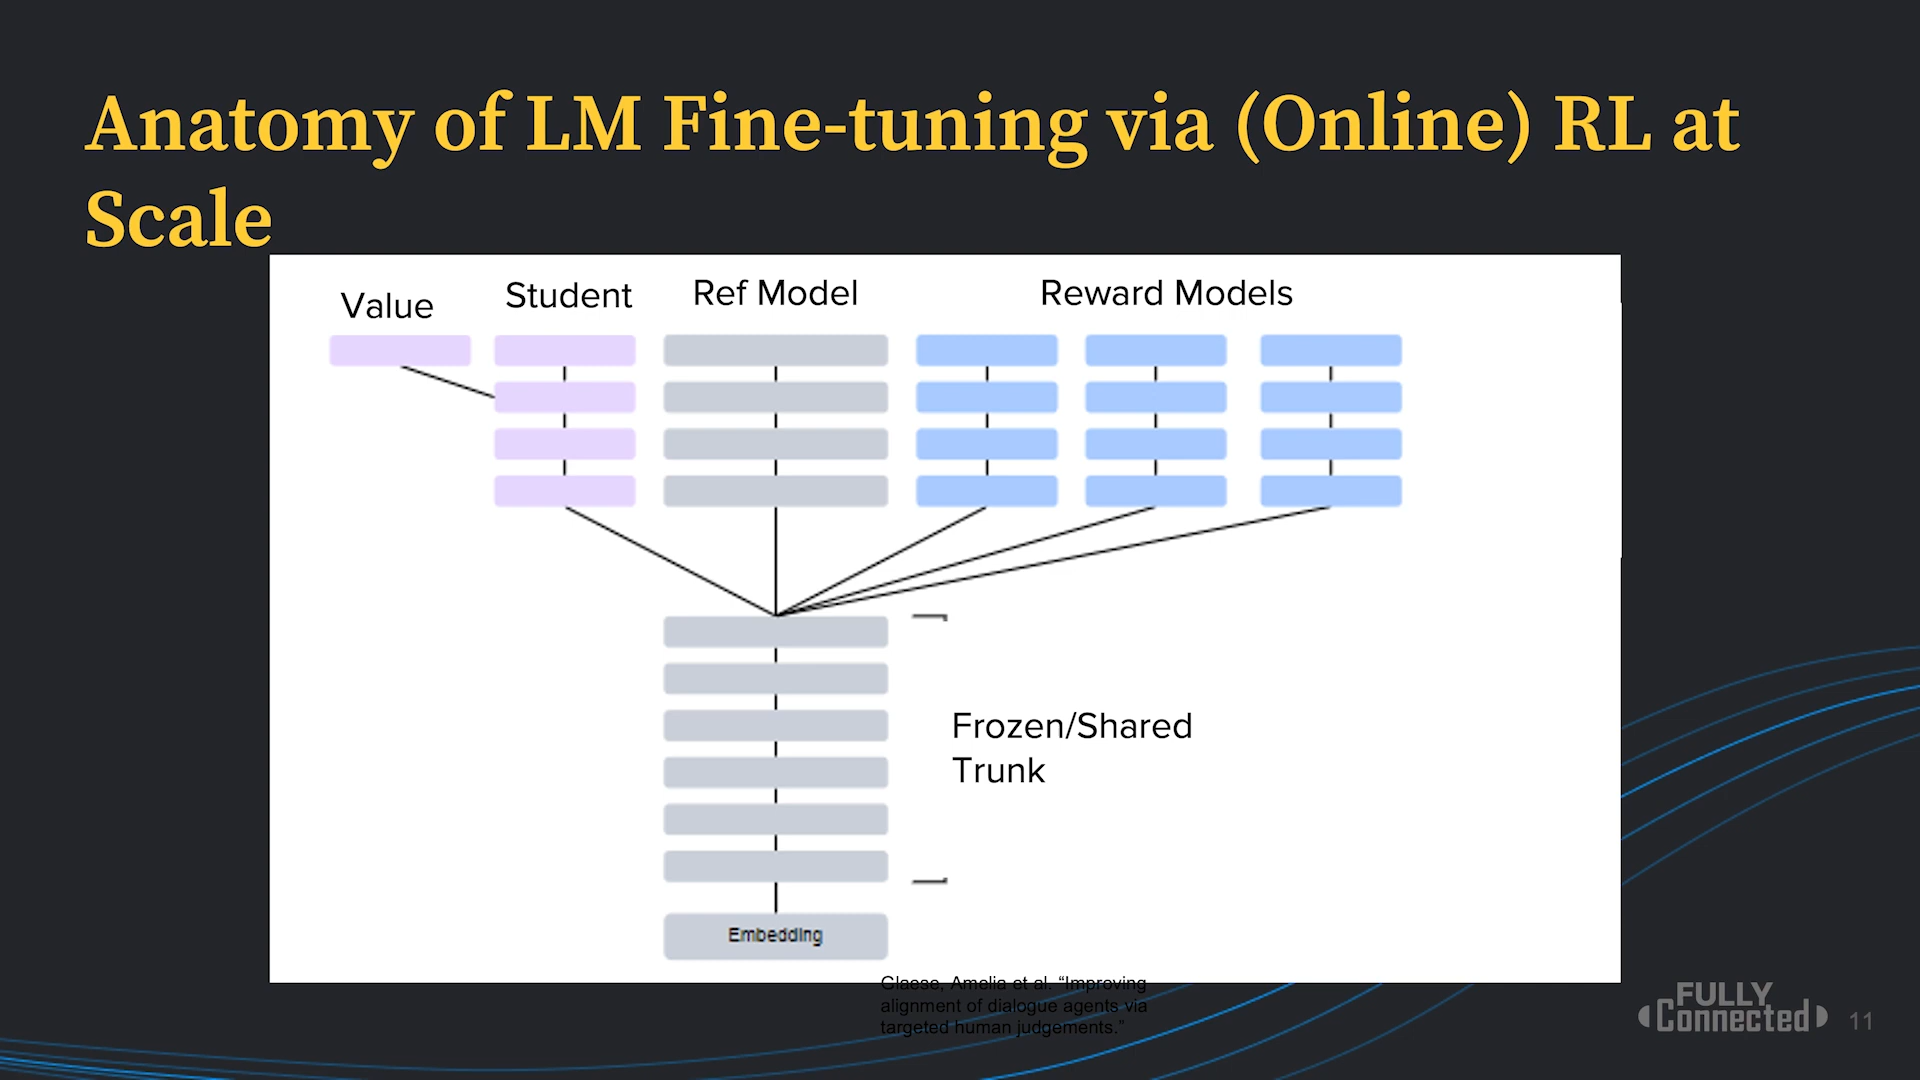 Anatomy of LM Fine-tuning via (Online) RL at
Scale
Value
Student
Ref Model
Reward Models
Frozen/Shared
Trunk
Embedding
Glaese, Amelia et al. “Improving
alignment of dialogue agents via
targeted human judgements.”
FULLY
Connected
11